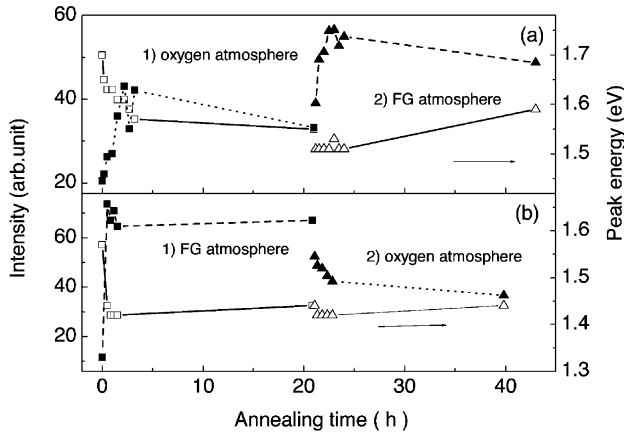 (a)
1) oxygen atmosphere
2) FG atmosphere
60
40
20
1.7
1.6
1.5
Intensity (arb.unit)
Peak energy (eV)
(b)
1) FG atmosphere
2) oxygen atmosphere
60
40
20
1.6
1.5
1.4
1.3
0
10
20
30
40
Annealing time ( h )